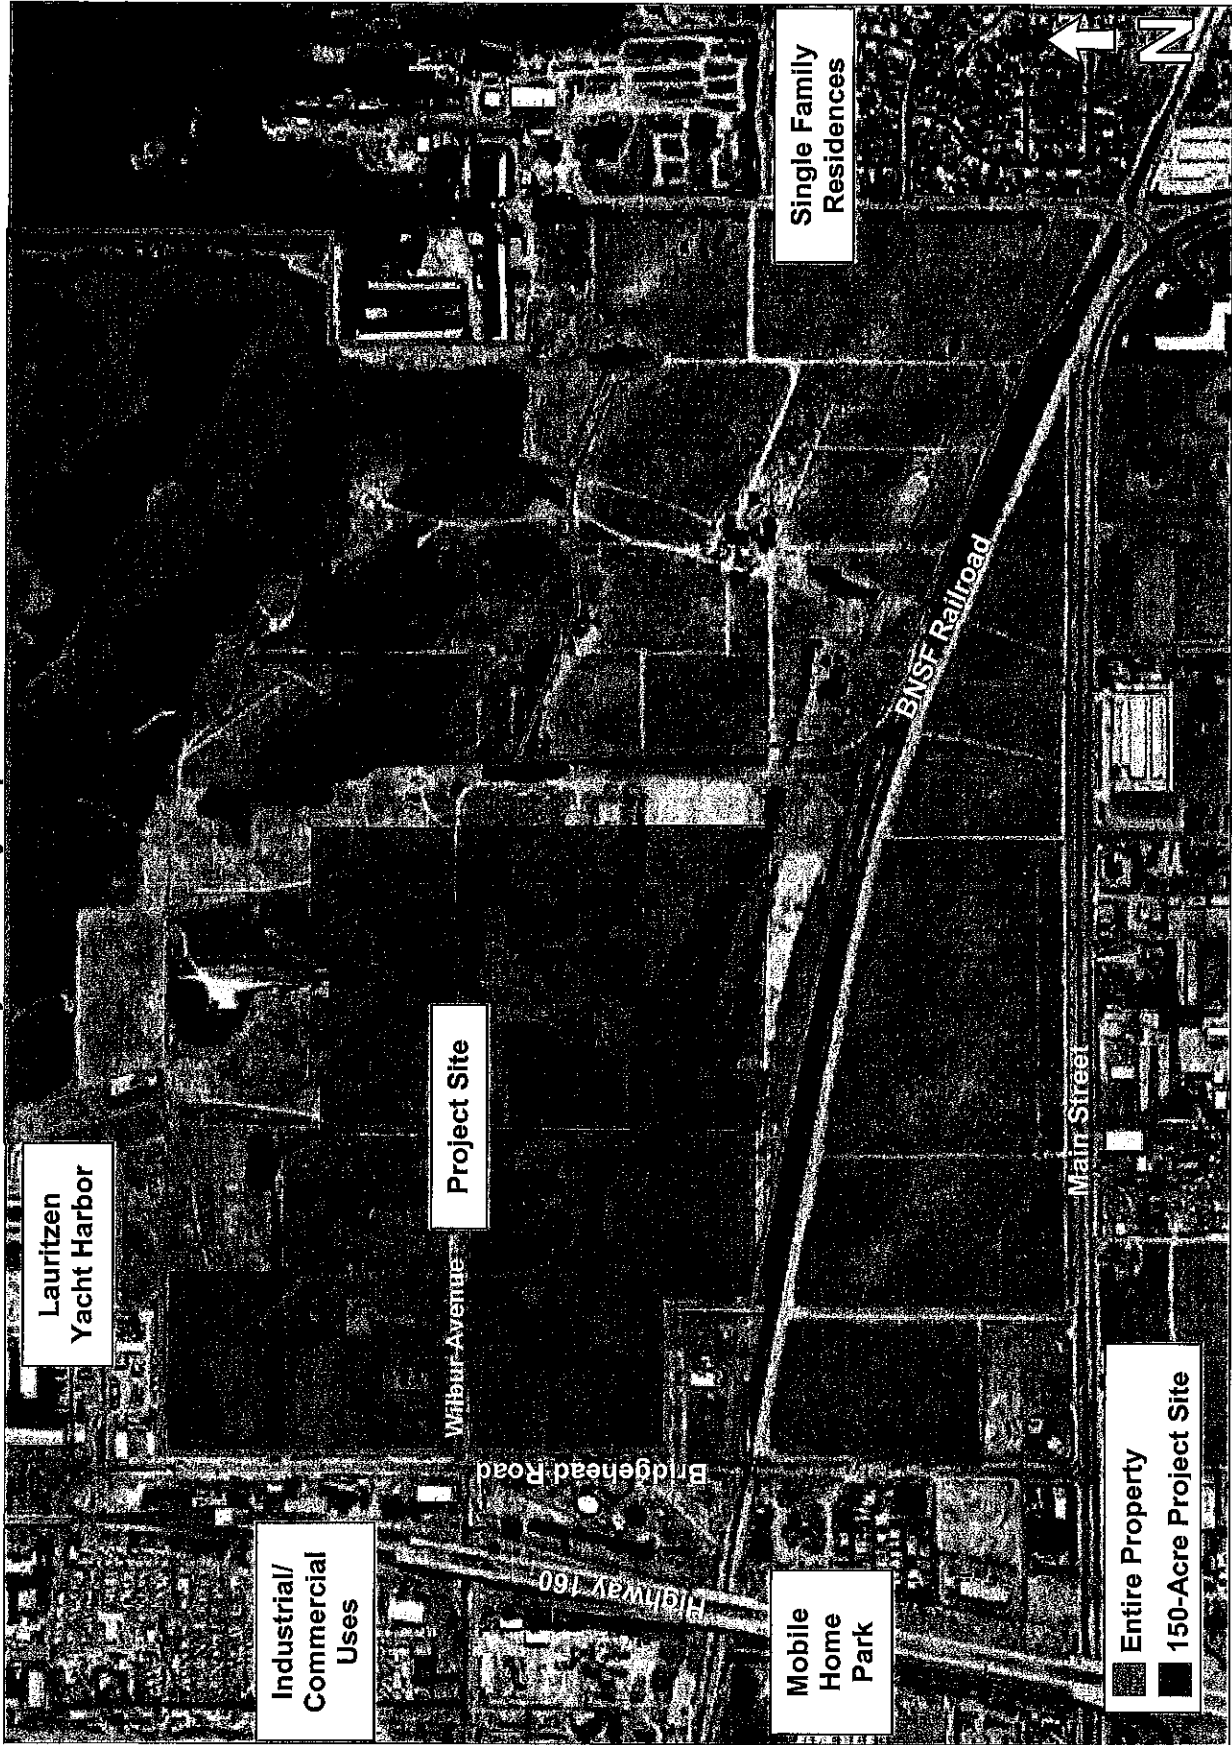 Lauritzen
Yacht Harbor
Industrial/
Commercial
Uses
Wilbur Avenue
Project Site
Bridgehead Road
Highway 160
BNSF Railroad
Single Family
Residences
Mobile
Home
Park
Main Street
N
Entire Property
150-Acre Project Site